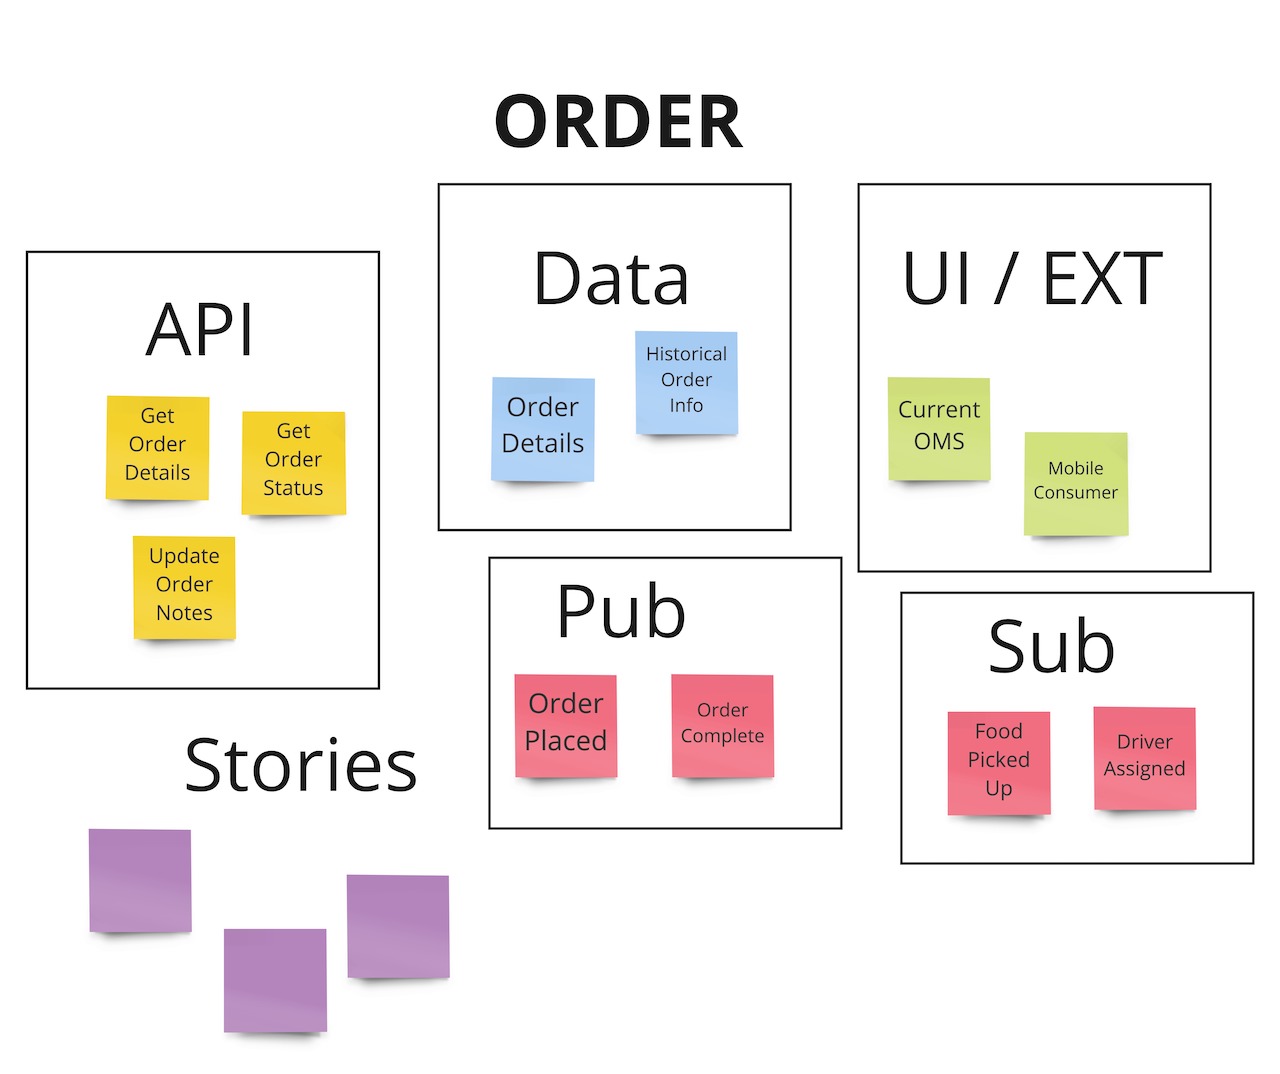 ORDER
API
Get
Order
Details
Get
Order
Status
Update
Order
Notes
Data
Order
Details
Historical
Order
Info
UI / EXT
Current
OMS
Mobile
Consumer
Pub
Order
Placed
Order
Complete
Sub
Food
Picked
Up
Driver
Assigned
Stories